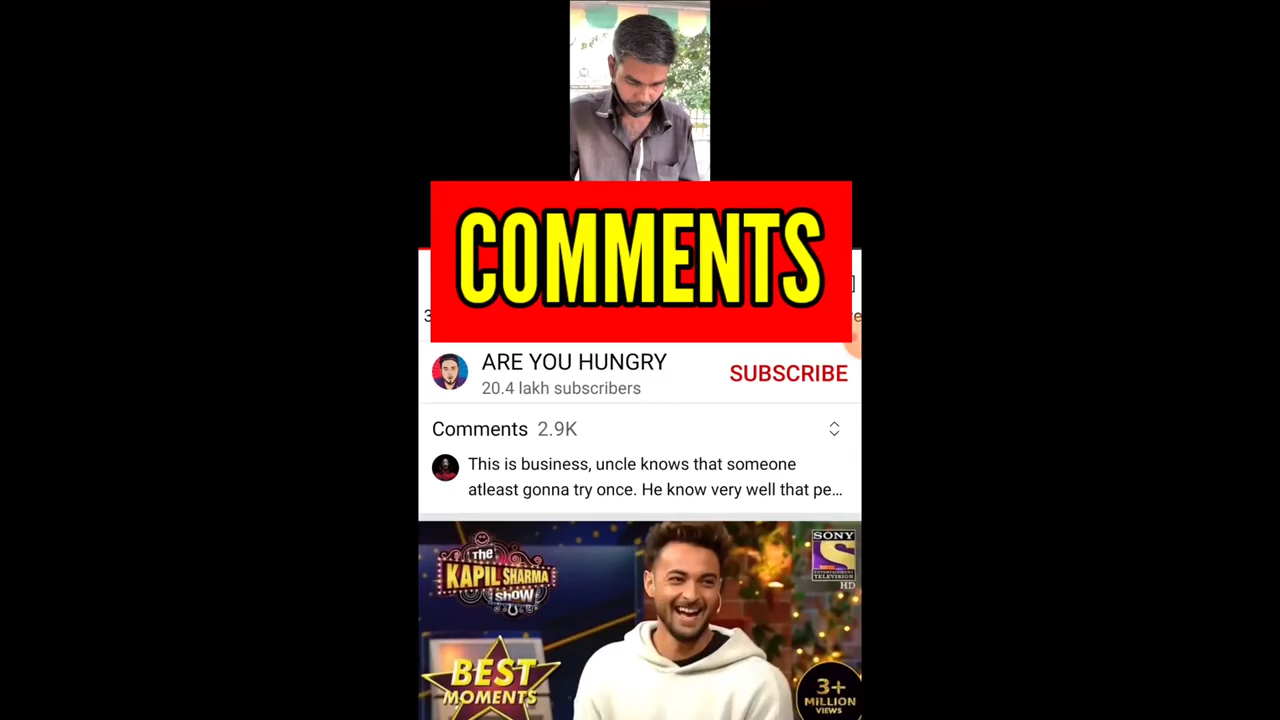 COMMENTS
3
ARE YOU HUNGRY
20.4 lakh subscribers
SUBSCRIBE
Comments 2.9K
This is business, uncle knows that someone
atleast gonna try once. He know very well that pe...
The
KAPIL SHARMA
SHOW
SONY
S
ENTERTAINMENT
TELEVISION
HD
BEST
MOMENTS
3+
MILLION
VIEWS